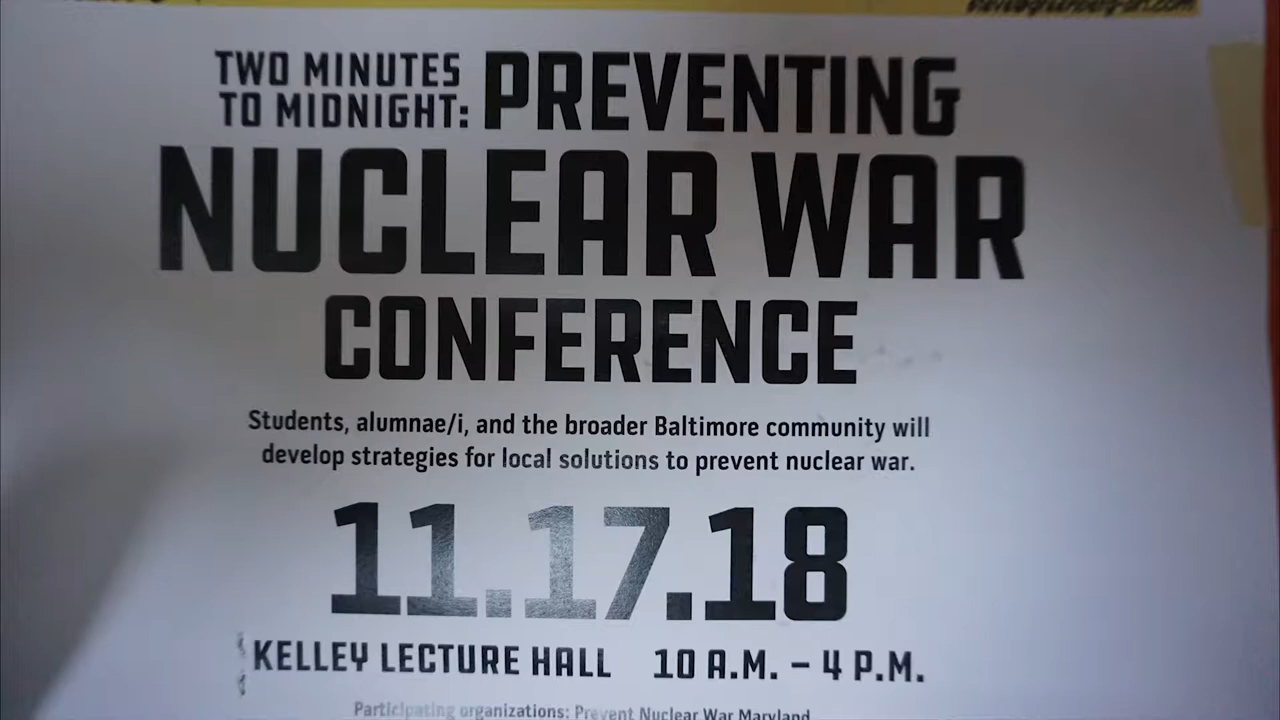 TWO MINUTES
TO MIDNIGHT: PREVENTING
NUCLEAR WAR
CONFERENCE
Students, alumnae/i, and the broader Baltimore community will
develop strategies for local solutions to prevent nuclear war.
11.17.18
KELLEY LECTURE HALL 10 A.M. – 4 P.M.
Participating organizations: Prevent Nuclear War Maryland